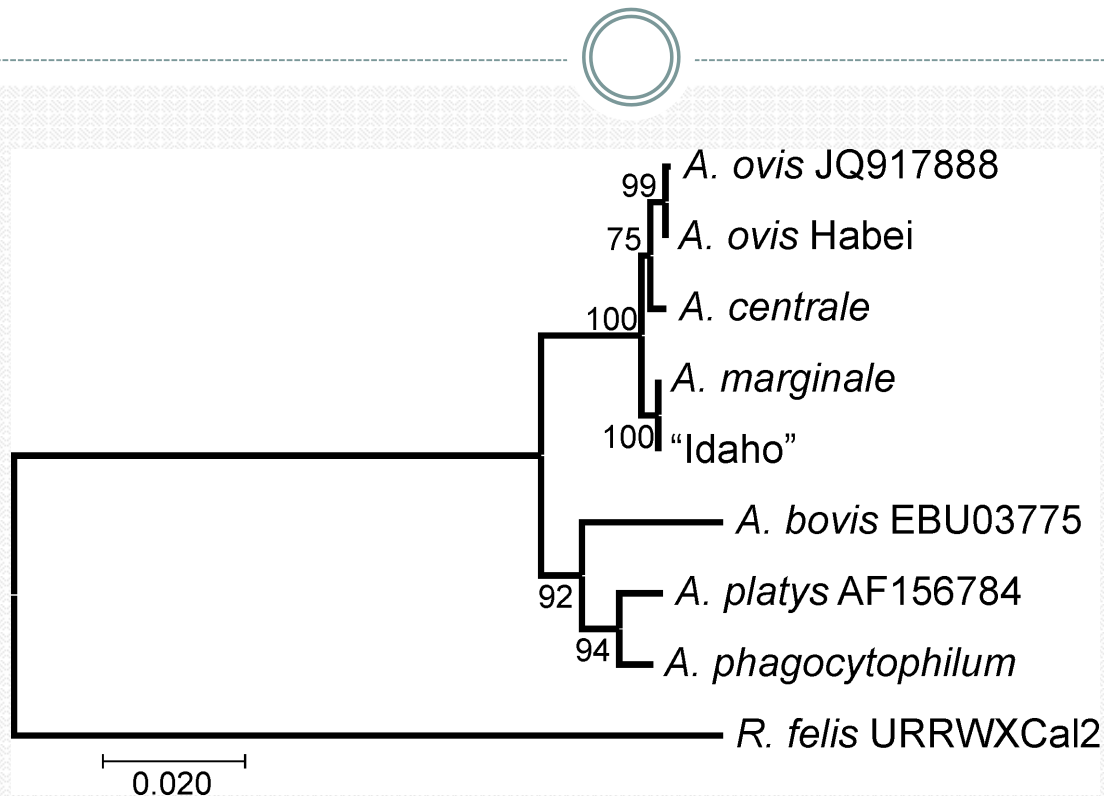 A. ovis JQ917888
99
75
A. ovis Habei
A. centrale
100
A. marginale
100
“Idaho”
A. bovis EBU03775
92
A. platys AF156784
94
A. phagocytophilum
R. felis URRWXCal2
0.020